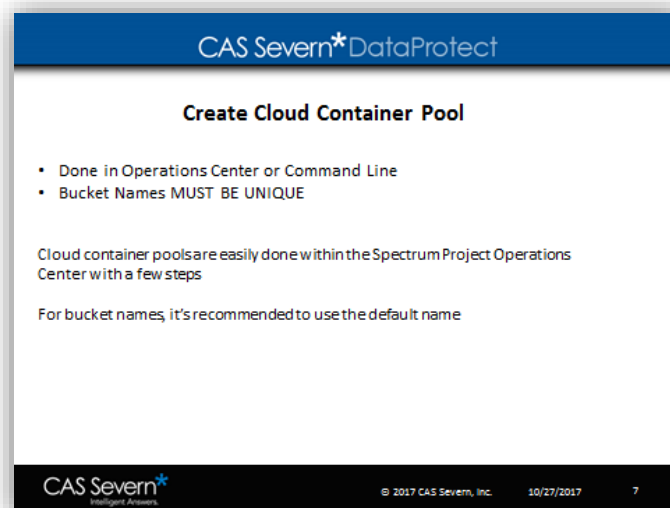 CAS Severn*DataProtect
Create Cloud Container Pool
• Done in Operations Center or Command Line
• Bucket Names MUST BE UNIQUE
Cloud container pools are easily done within the Spectrum Project Operations
Center with a few steps
For bucket names, it's recommended to use the default name
CAS Severn*
Intelligent Answers.
© 2017 CAS Severn, Inc. 10/27/2017 7